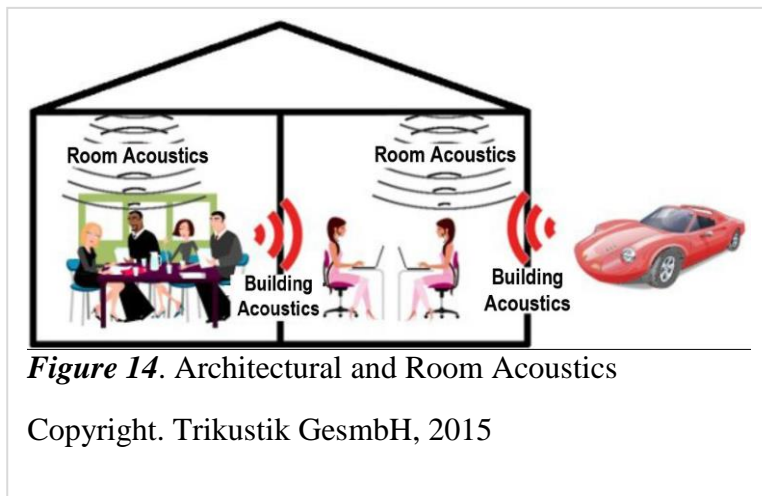 Room Acoustics
Room Acoustics
Building
Acoustics
Building
Acoustics
Figure 14. Architectural and Room Acoustics
Copyright. Trikustik GesmbH, 2015